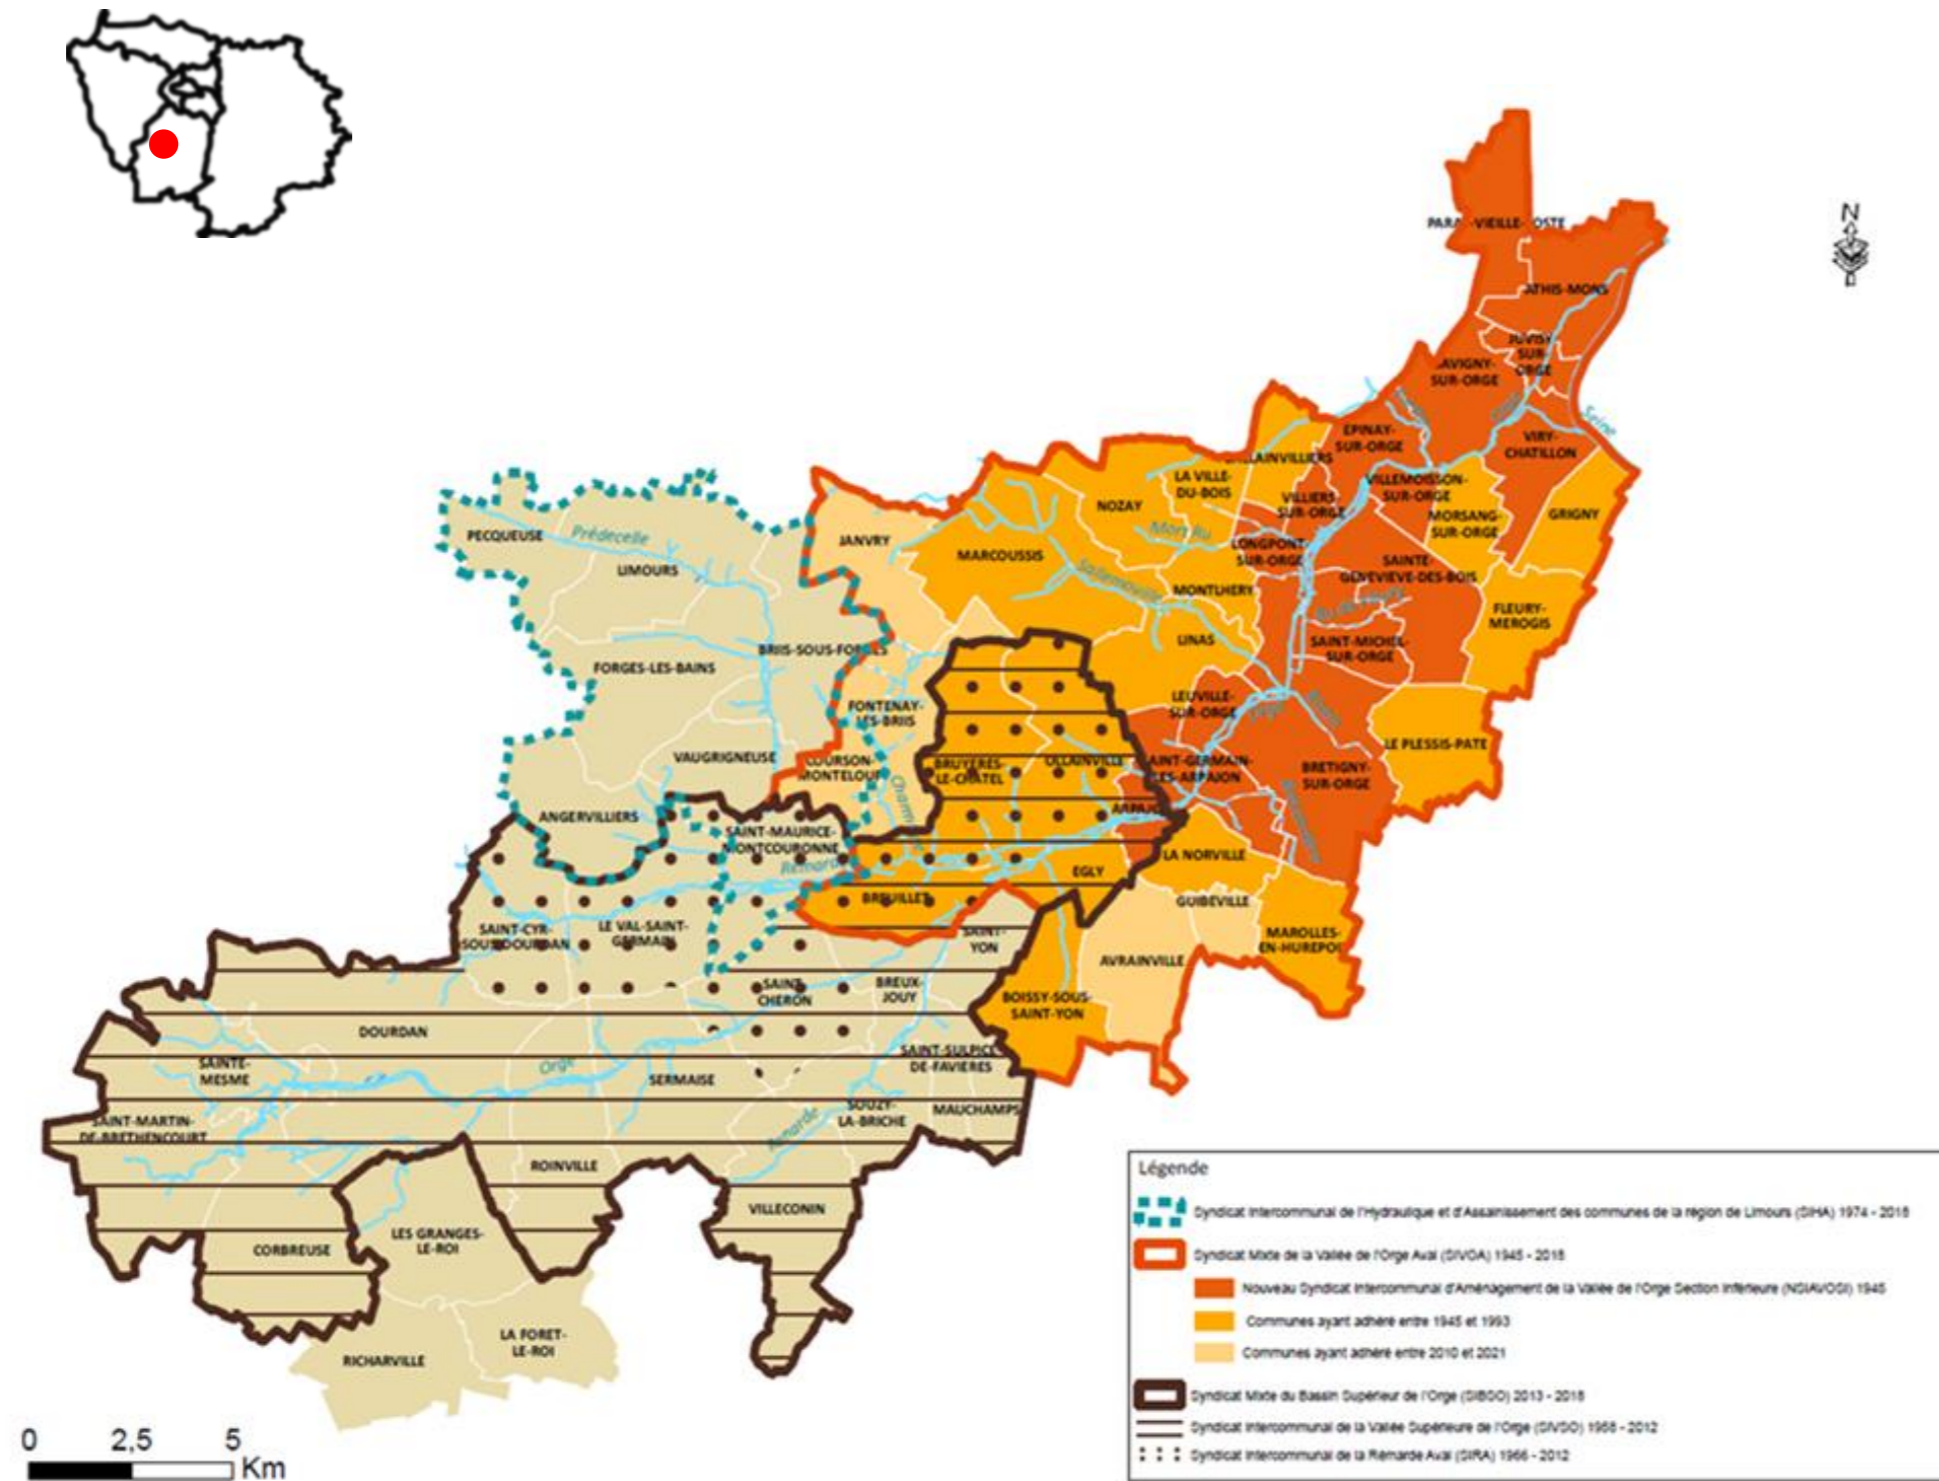 N
PARA -VIEILLE- OSTE
ATHIS-MONS
JUVISY-
SUR-
ORGE
AVIGNY-
SUR-ORGE
Orge
Seine
EPINAY-
SUR-ORGE
VIRY-
CHATILLON
LLAINVILLIERS
LA VILLE-
DU-BOIS
VILLEMOISSON-
SUR-ORGE
VILLIERS-
SUR-ORGE
NOZAY
MORSANG-
SUR-ORGE
GRIGNY
PECQUEUSE
Prédecelle
JANVRY
MARCOUSSIS
Mort Ru
LONGPONT-
SUR-ORGE
LIMOURS
Sallemouille
SAINTE-
GENEVIEVE-DES-BOIS
MONTLHERY
FLEURY-
MEROGIS
LINAS
SAINT-MICHEL-
SUR-ORGE
BRIIS-SOUS-FORGES
FORGES-LES-BAINS
LEUVILLE-
SUR-ORGE
Orge
FONTENAY-
LES-BRIIS
LE PLESSIS-PATE
VAUGRIGNEUSE
COURSON-
MONTELOUP
BRUYERES-
LE-CHATEL
OLLAINVILLE
AINT-GERMAIN-
LES-ARPAJON
BRETIGNY-
SUR-ORGE
ANGERVILLIERS
ARPAJO
SAINT-MAURICE-
MONTCOURONNE
Rémarde
LA NORVILLE
EGLY
BREUILLET
GUIBEVILLE
SAINT-CYR-
SOUS-DOURDAN
LE VAL-SAINT-
GERMAIN
SAINT-
YON
MAROLLES-
EN-HUREPOI
AVRAINVILLE
SAINT-
CHERON
BREUX-
JOUY
BOISSY-SOUS-
SAINT-YON
DOURDAN
SAINTE-
MESME
Orge
SERMAISE
SAINT-SULPICE-
DE-FAVIERES
SAINT-MARTIN-
DE-BRETHENCOURT
SOUZY-
LA-BRICHE
MAUCHAMPS
Renarde
ROINVILLE
VILLECONIN
LES GRANGES-
LE-ROI
CORBREUSE
LA FORET-
LE-ROI
RICHARVILLE
0 2,5 5
Km
Légende
Syndicat Intercommunal de l'Hydraulique et d'Assainissement des communes de la région de Limours (SIHA) 1974 - 2018
Syndicat Mixte de la Vallée de l'Orge Aval (SIVOA) 1945 - 2018
Nouveau Syndicat Intercommunal d'Aménagement de la Vallée de l'Orge Section Inférieure (NSIAVOSI) 1945
Communes ayant adhéré entre 1945 et 1993
Communes ayant adhéré entre 2010 et 2021
Syndicat Mixte du Bassin Supérieur de l'Orge (SIBSO) 2013 - 2018
Syndicat Intercommunal de la Vallée Supérieure de l'Orge (SIVSO) 1958 - 2012
Syndicat Intercommunal de la Rémarde Aval (SIRA) 1966 - 2012